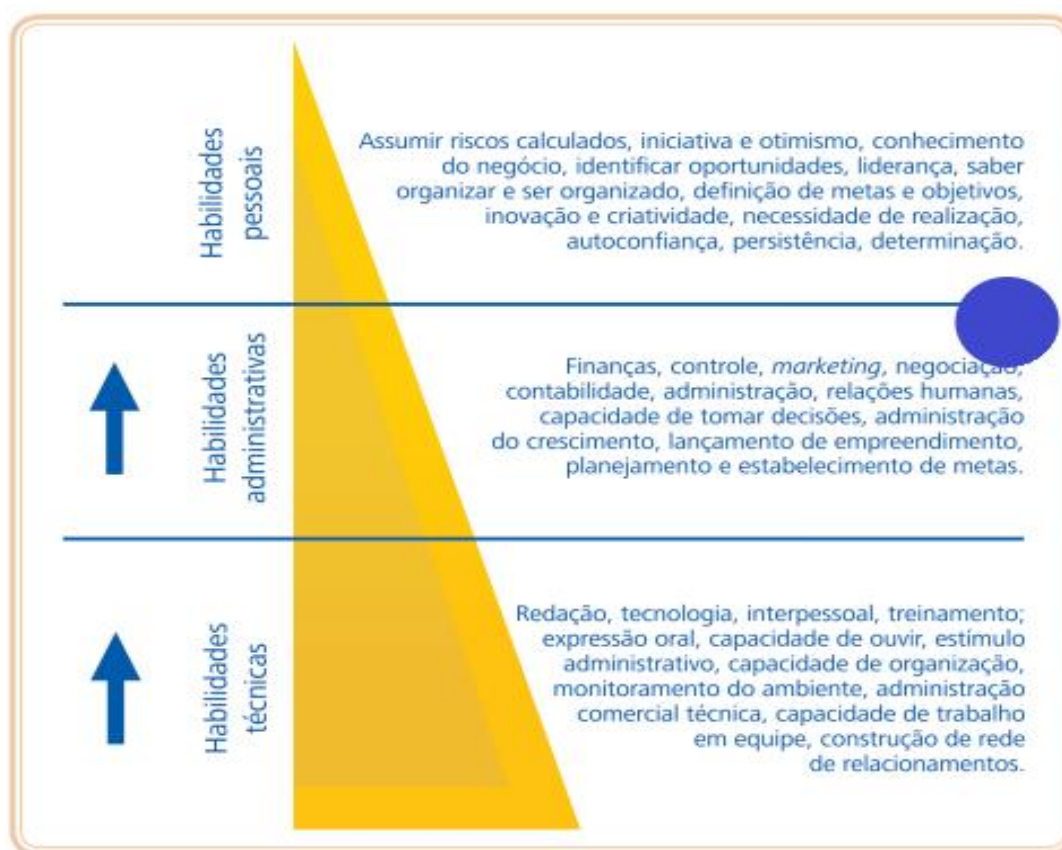 Habilidades
pessoais
Assumir riscos calculados, iniciativa e otimismo, conhecimento
do negócio, identificar oportunidades, liderança, saber
organizar e ser organizado, definição de metas e objetivos,
inovação e criatividade, necessidade de realização,
autoconfiança, persistência, determinação.
Habilidades
administrativas
Finanças, controle, marketing, negociação,
contabilidade, administração, relações humanas,
capacidade de tomar decisões, administração
do crescimento, lançamento de empreendimento,
planejamento e estabelecimento de metas.
Habilidades
técnicas
Redação, tecnologia, interpessoal, treinamento;
expressão oral, capacidade de ouvir, estímulo
administrativo, capacidade de organização,
monitoramento do ambiente, administração
comercial técnica, capacidade de trabalho
em equipe, construção de rede
de relacionamentos.